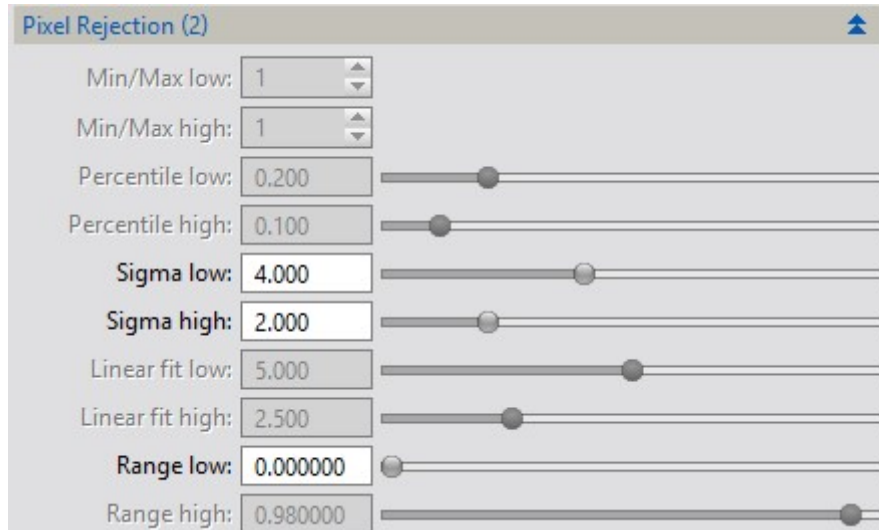 Pixel Rejection (2)
Min/Max low: 1
Min/Max high: 1
Percentile low: 0.200
Percentile high: 0.100
Sigma low: 4.000
Sigma high: 2.000
Linear fit low: 5.000
Linear fit high: 2.500
Range low: 0.000000
Range high: 0.980000